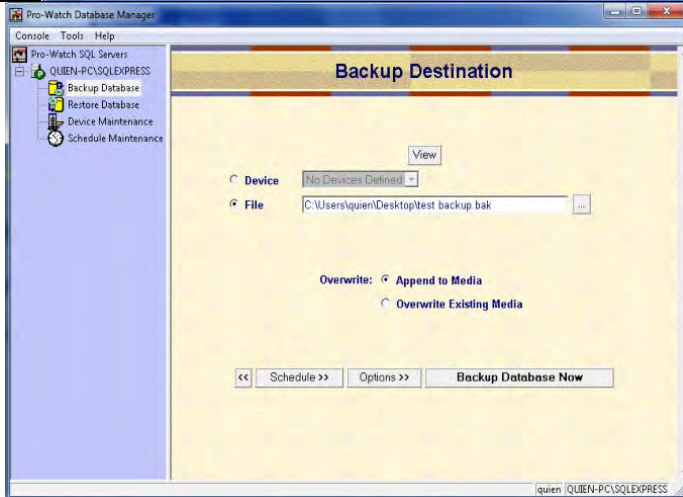 Pro-Watch Database Manager
Console Tools Help
Pro-Watch SQL Servers
QUIEN-PC\SQLEXPRESS
Backup Database
Restore Database
Device Maintenance
Schedule Maintenance
Backup Destination
View
Device No Devices Defined
File C:\Users\quien\Desktop\test backup.bak ...
Overwrite: Append to Media
Overwrite Existing Media
<< Schedule >> Options >> Backup Database Now
quien QUIEN-PC\SQLEXPRESS